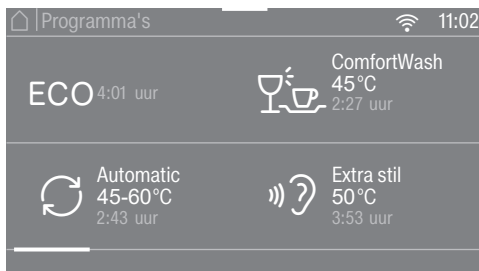 Programma's 11:02
ECO 4:01 uur
ComfortWash
45°C
2:27 uur
Automatic
45-60°C
2:43 uur
Extra stil
50°C
3:53 uur